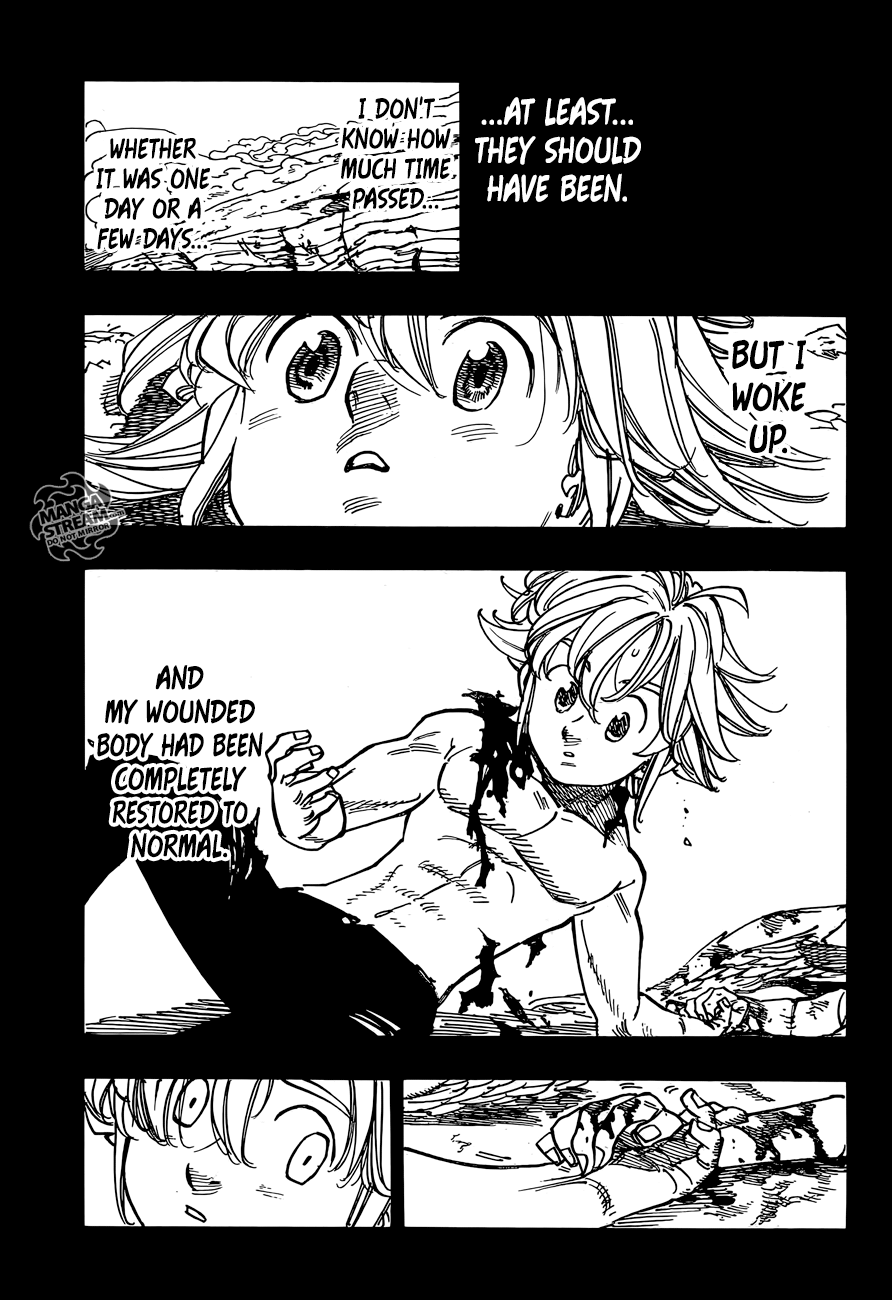 ...AT LEAST...
THEY SHOULD
HAVE BEEN.
I DON'T
KNOW HOW
MUCH TIME
PASSED...
WHETHER
IT WAS ONE
DAY OR A
FEW DAYS...
BUT I
WOKE
UP.
MANGA
STREAM.com
DO NOT MIRROR
AND
MY WOUNDED
BODY HAD BEEN
COMPLETELY
RESTORED TO
NORMAL.